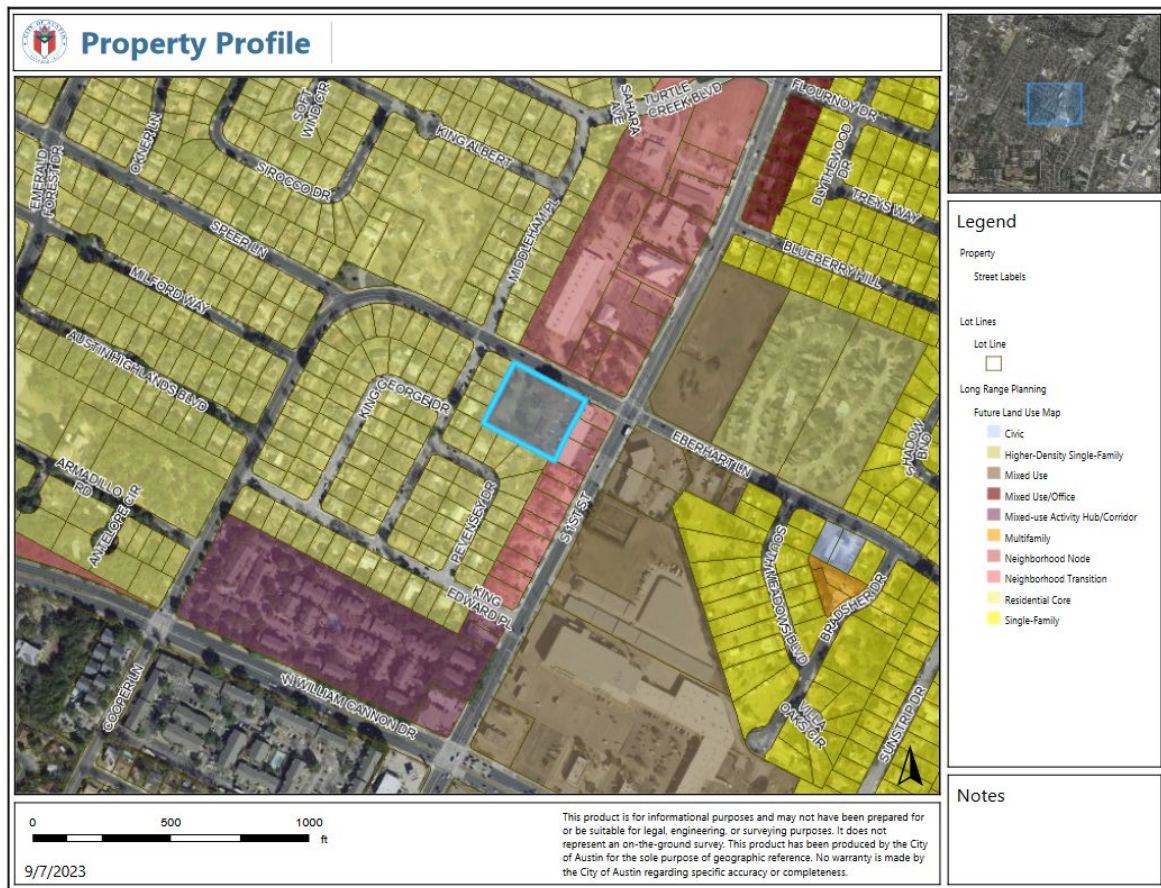 Property Profile
FLOURNOY DR
TURTLE
CREEK BLVD
SAHARA
AVE
SOFT
WIND CIR
KING ALBERT
OXNER LN
EMERALD
FOREST DR
SIROCCO DR
BLYTHEWOOD
DR
TREYS WAY
MIDDLEHAM PL
SPEER LN
BLUEBERRY HILL
MILFORD WAY
AUSTIN HIGHLANDS BLVD
KING GEORGE DR
EBERHART LN
SHADOW
BND
ARMADILLO
RD
ANTELOPE CIR
PEVENSEY DR
S 1ST ST
SOUTH
MEADOWS BLVD
BRADSHER DR
KING
EDWARD PL
COOPER LN
W WILLIAM CANNON DR
VILLA
OAKS CIR
SUNSTRIP DR
Legend
Property
Street Labels
Lot Lines
Lot Line
Long Range Planning
Future Land Use Map
Civic
Higher-Density Single-Family
Mixed Use
Mixed Use/Office
Mixed-use Activity Hub/Corridor
Multifamily
Neighborhood Node
Neighborhood Transition
Residential Core
Single-Family
Notes
0 500 1000
ft
9/7/2023
This product is for informational purposes and may not have been prepared for
or be suitable for legal, engineering, or surveying purposes. It does not
represent an on-the-ground survey. This product has been produced by the City
of Austin for the sole purpose of geographic reference. No warranty is made by
the City of Austin regarding specific accuracy or completeness.